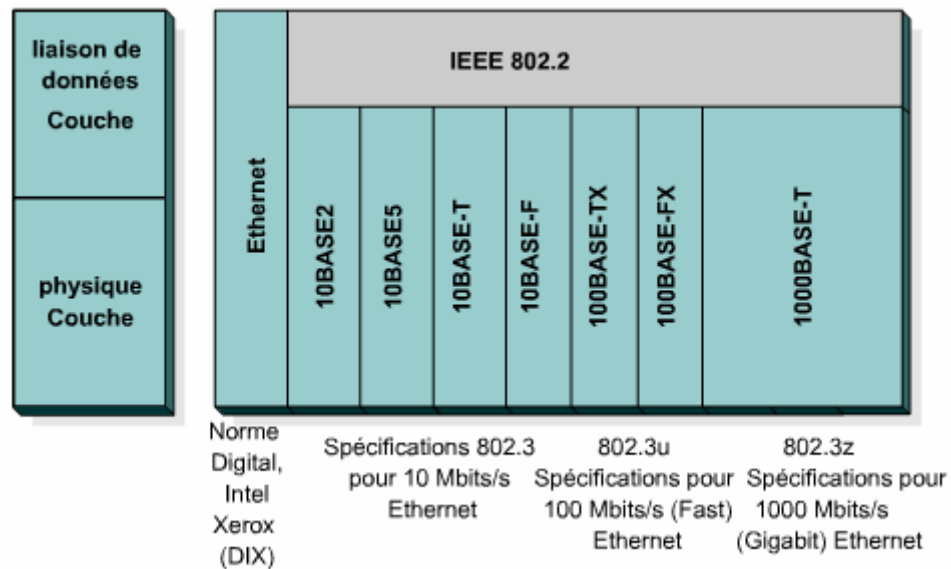 liaison de
données
Couche
physique
Couche
IEEE 802.2
Ethernet
10BASE2
10BASE5
10BASE-T
10BASE-F
100BASE-TX
100BASE-FX
1000BASE-T
Norme
Digital,
Intel
Xerox
(DIX)
Spécifications 802.3
pour 10 Mbits/s
Ethernet
802.3u
Spécifications pour
100 Mbits/s (Fast)
Ethernet
802.3z
Spécifications pour
1000 Mbits/s
(Gigabit) Ethernet